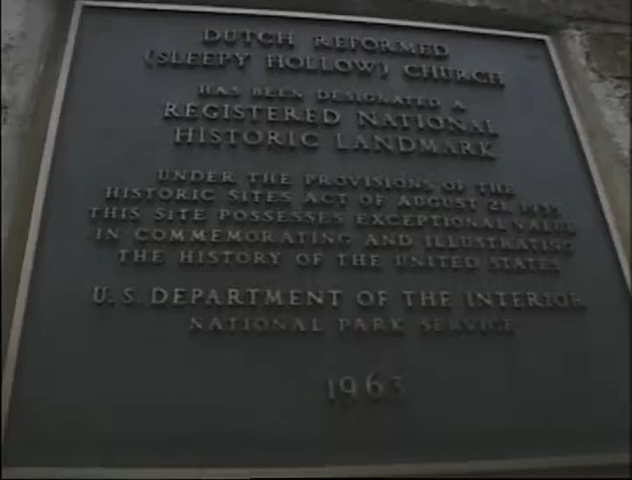 DUTCH REFORMED
(SLEEPY HOLLOW) CHURCH
HAS BEEN DESIGNATED A
REGISTERED NATIONAL
HISTORIC LANDMARK
UNDER THE PROVISIONS OF THE
HISTORIC SITES ACT OF AUGUST 21, 1935
THIS SITE POSSESSES EXCEPTIONAL VALUE
IN COMMEMORATING AND ILLUSTRATING
THE HISTORY OF THE UNITED STATES
U. S. DEPARTMENT OF THE INTERIOR
NATIONAL PARK SERVICE
1963